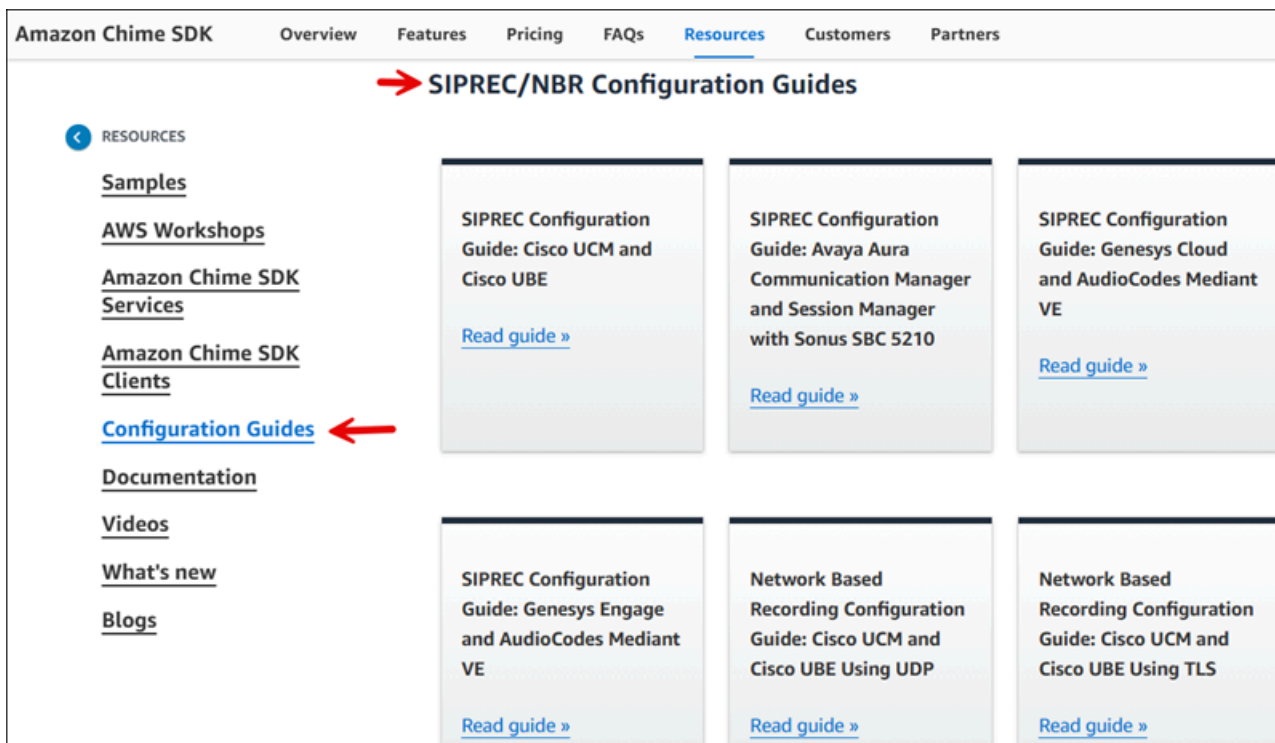 Amazon Chime SDK Overview Features Pricing FAQs Resources Customers Partners
SIPREC/NBR Configuration Guides
RESOURCES
Samples
AWS Workshops
Amazon Chime SDK
Services
Amazon Chime SDK
Clients
Configuration Guides
Documentation
Videos
What's new
Blogs
SIPREC Configuration
Guide: Cisco UCM and
Cisco UBE
Read guide »
SIPREC Configuration
Guide: Avaya Aura
Communication Manager
and Session Manager
with Sonus SBC 5210
Read guide »
SIPREC Configuration
Guide: Genesys Cloud
and AudioCodes Mediant
VE
Read guide »
SIPREC Configuration
Guide: Genesys Engage
and AudioCodes Mediant
VE
Read guide »
Network Based
Recording Configuration
Guide: Cisco UCM and
Cisco UBE Using UDP
Read guide »
Network Based
Recording Configuration
Guide: Cisco UCM and
Cisco UBE Using TLS
Read guide »